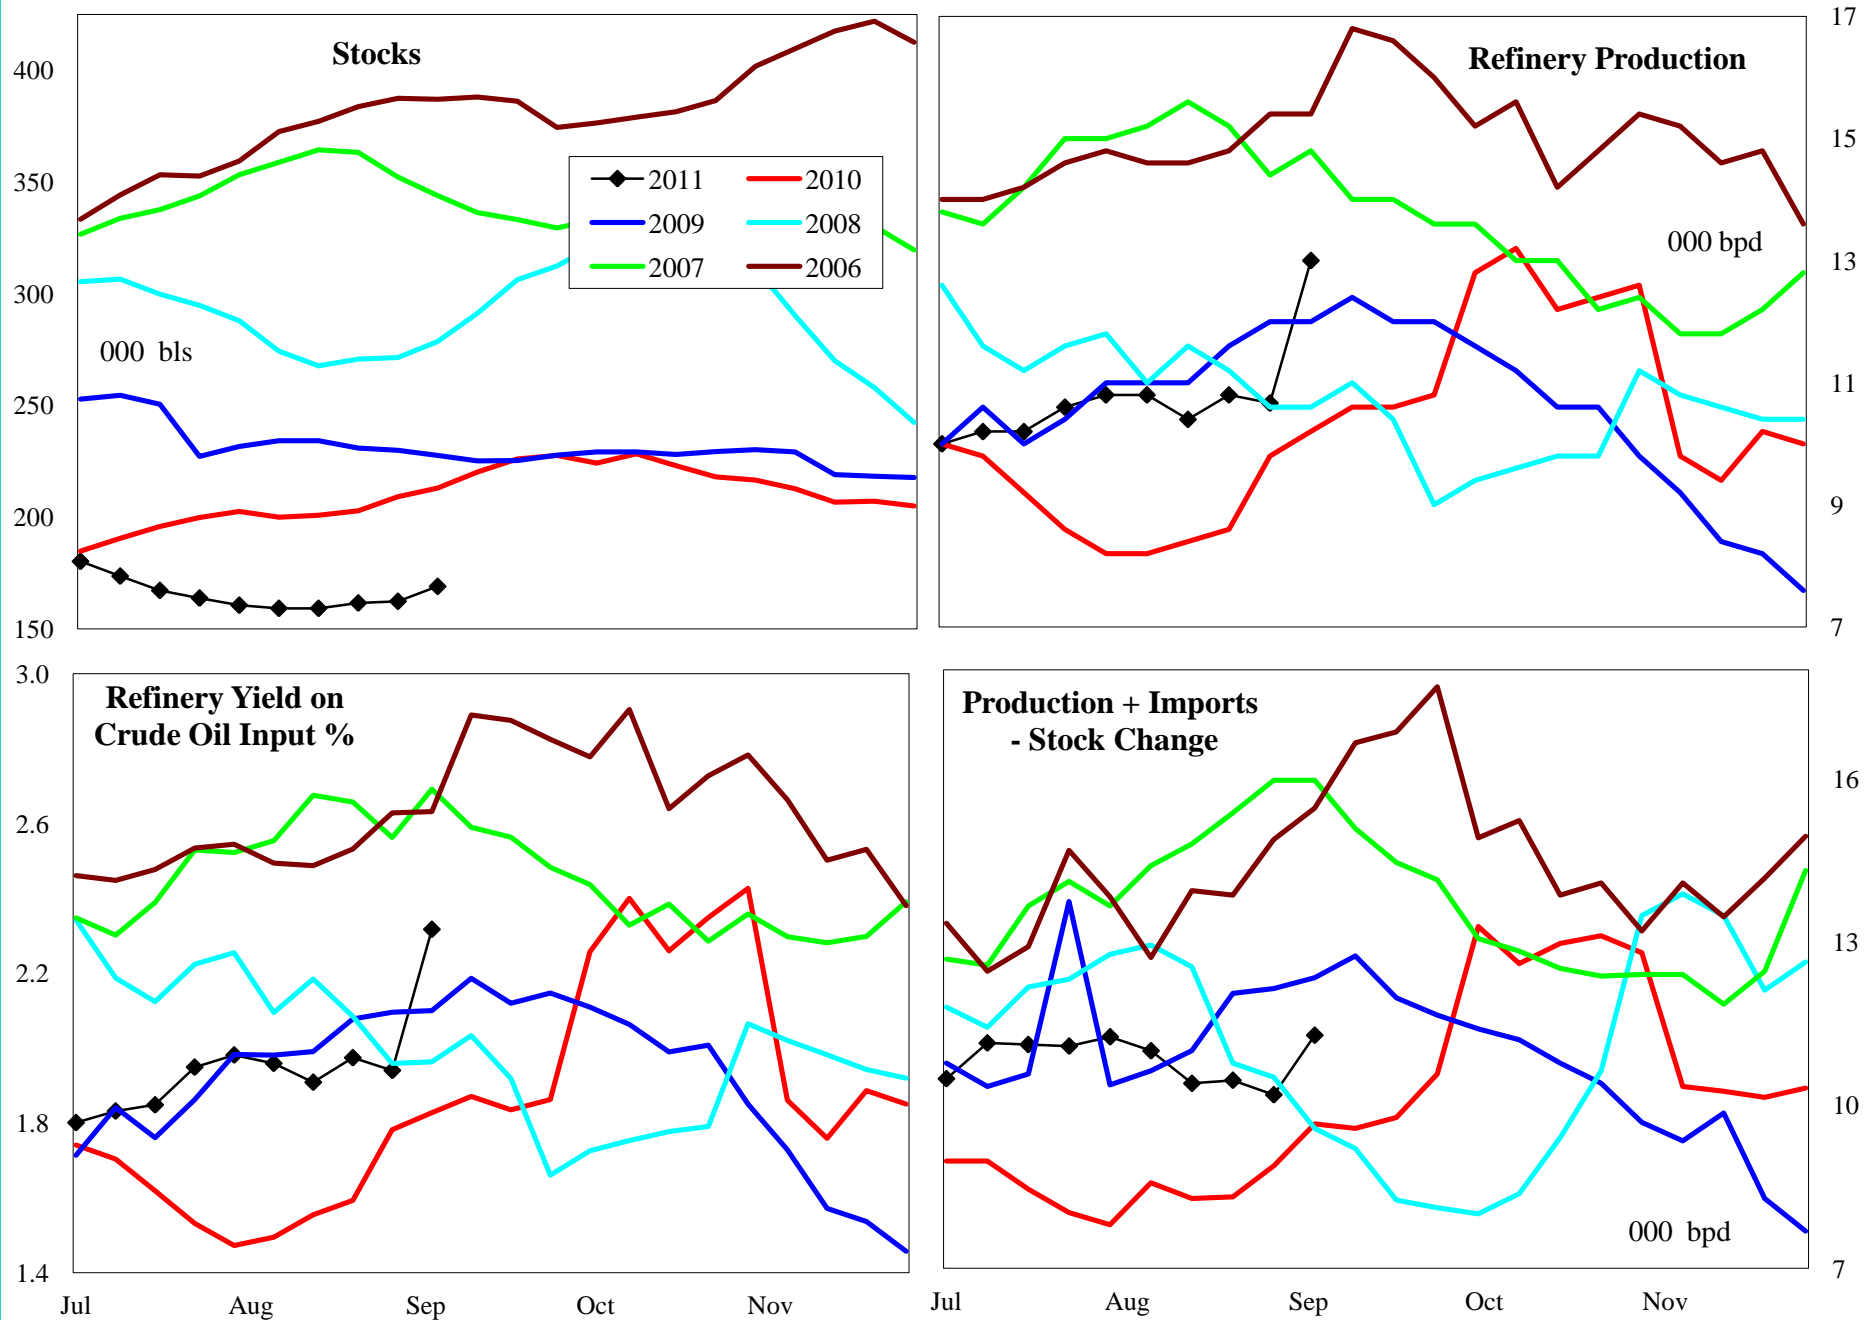 Stocks
400
350
300
250
200
150
000 bls
2011
2010
2009
2008
2007
2006
Refinery Production
000 bpd
17
15
13
11
9
7
Refinery Yield on
Crude Oil Input %
3.0
2.6
2.2
1.8
1.4
Jul Aug Sep Oct Nov
Production + Imports
- Stock Change
16
13
10
7
000 bpd
Jul Aug Sep Oct Nov